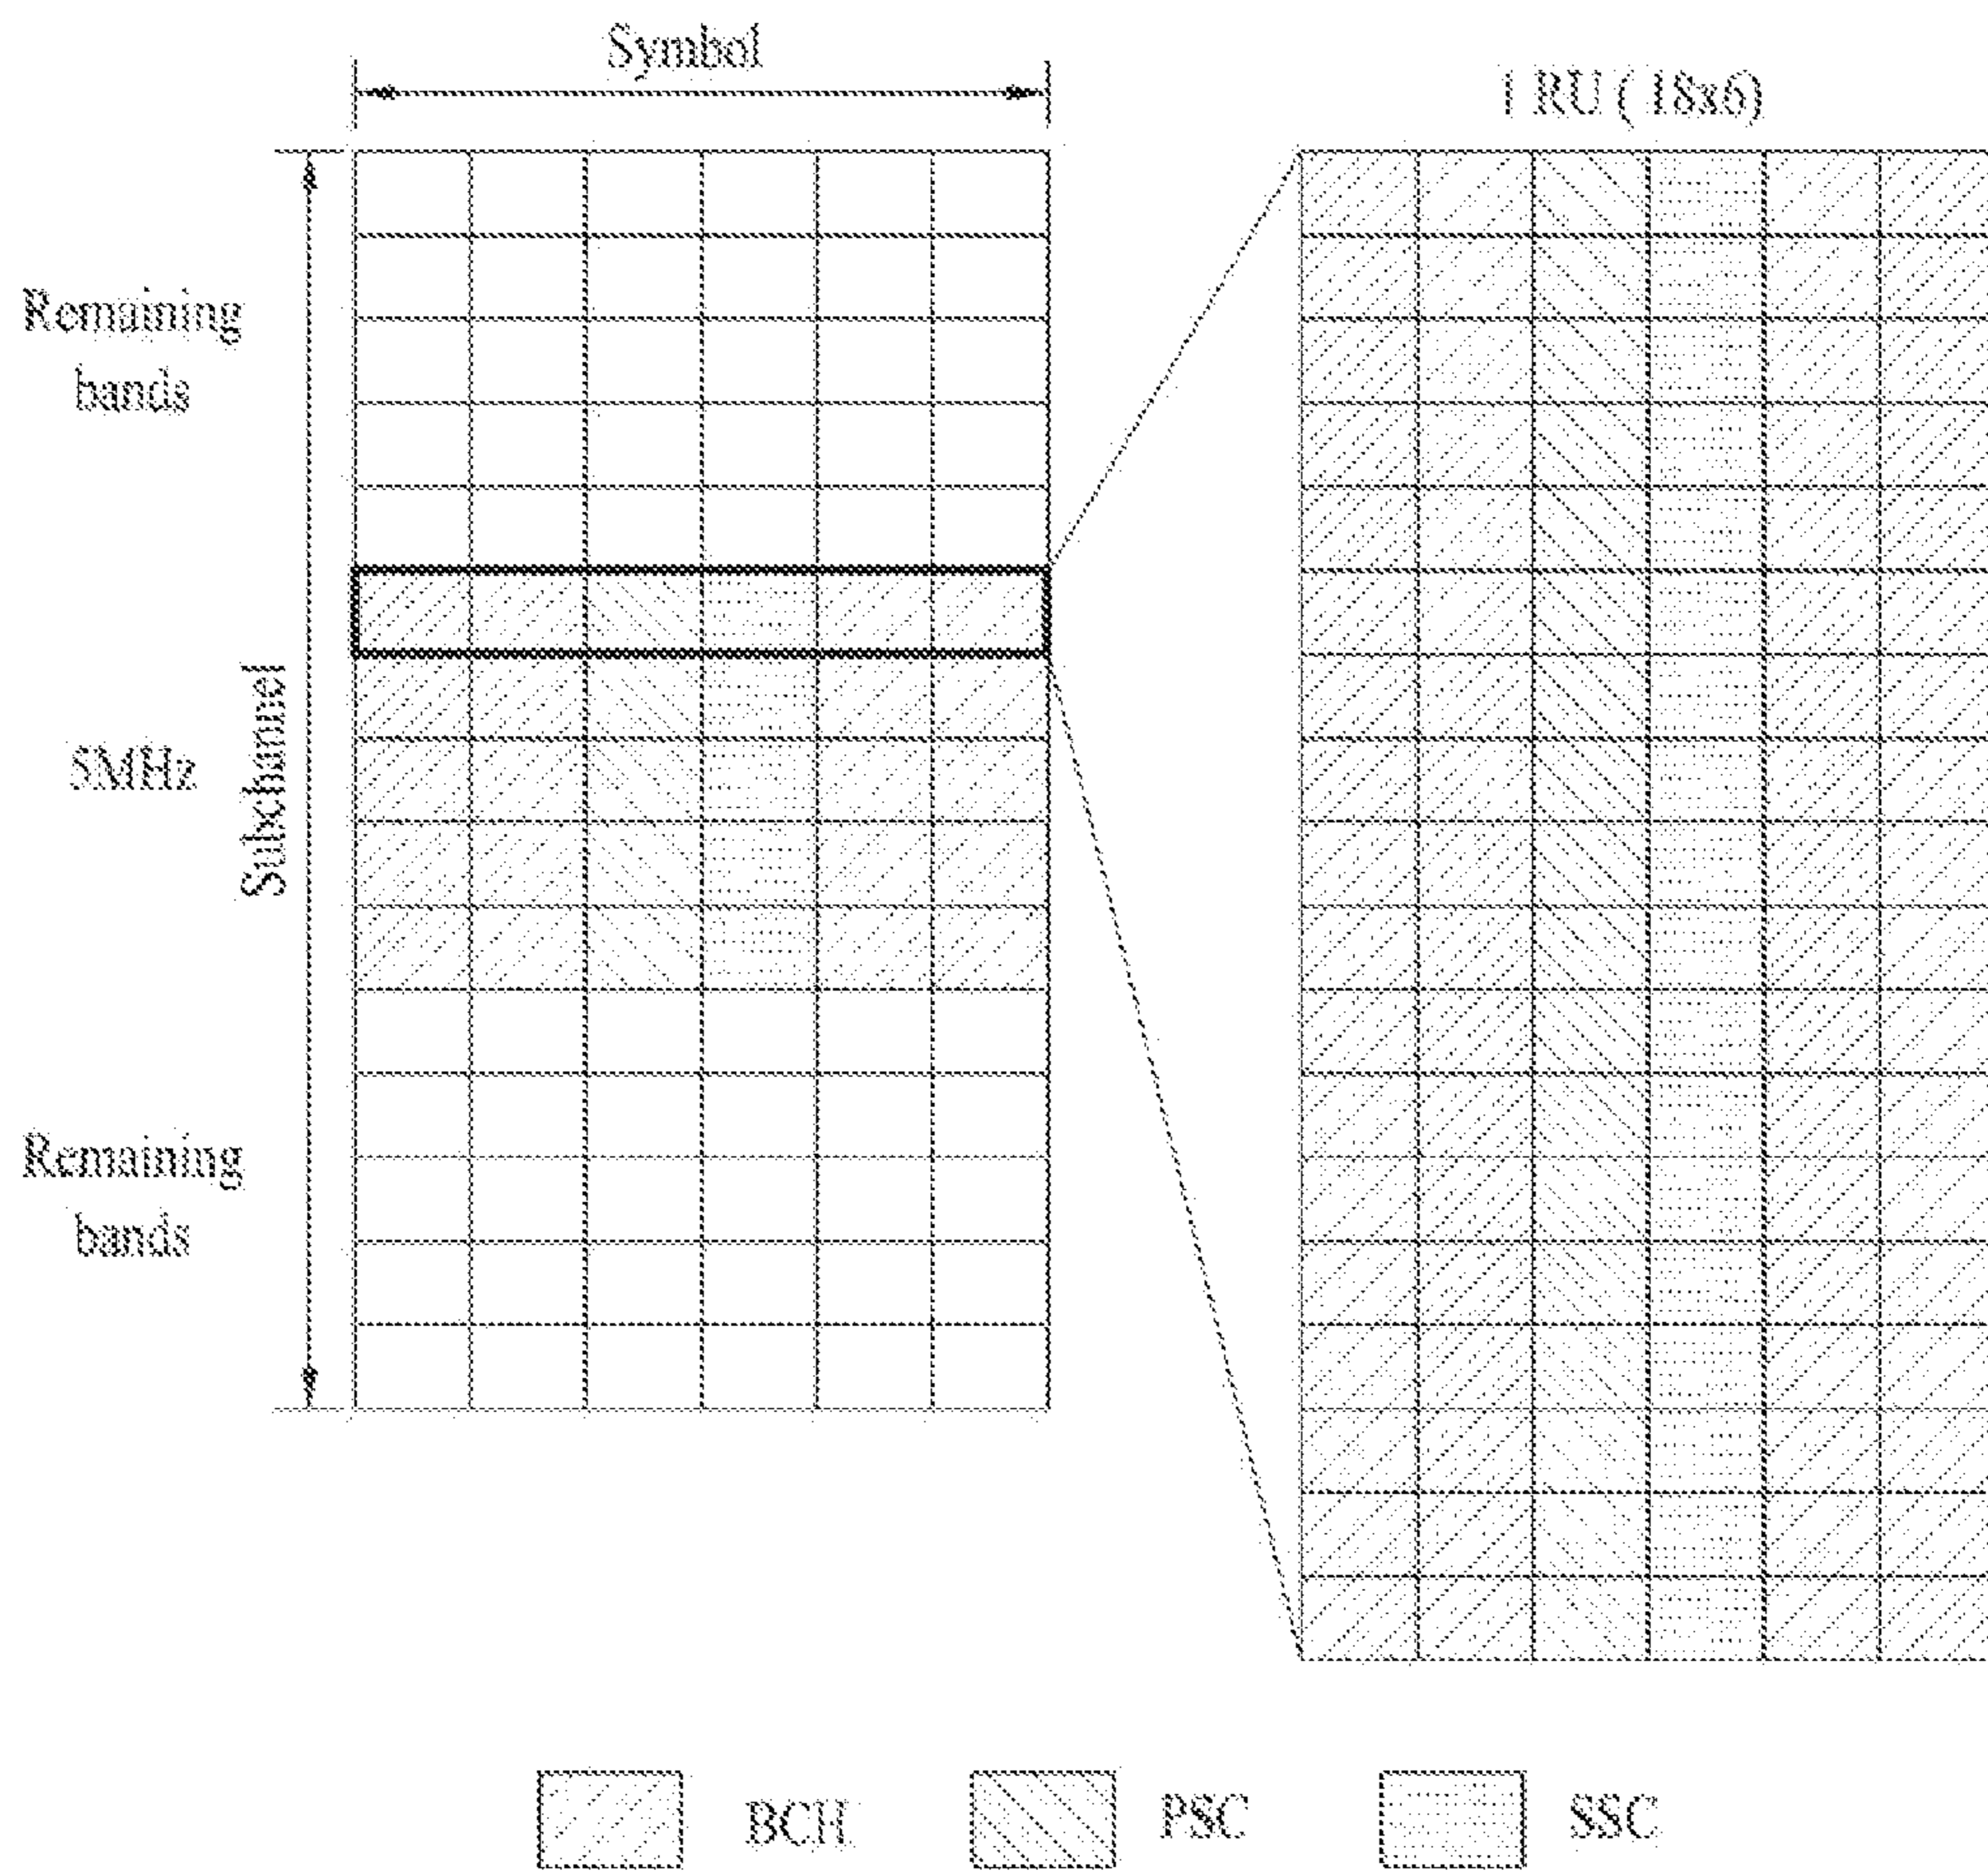 Symbol
1 RU ( 18x6)
Remaining
bands
Subchannel
5MHz
Remaining
bands
BCH
PSC
SSC